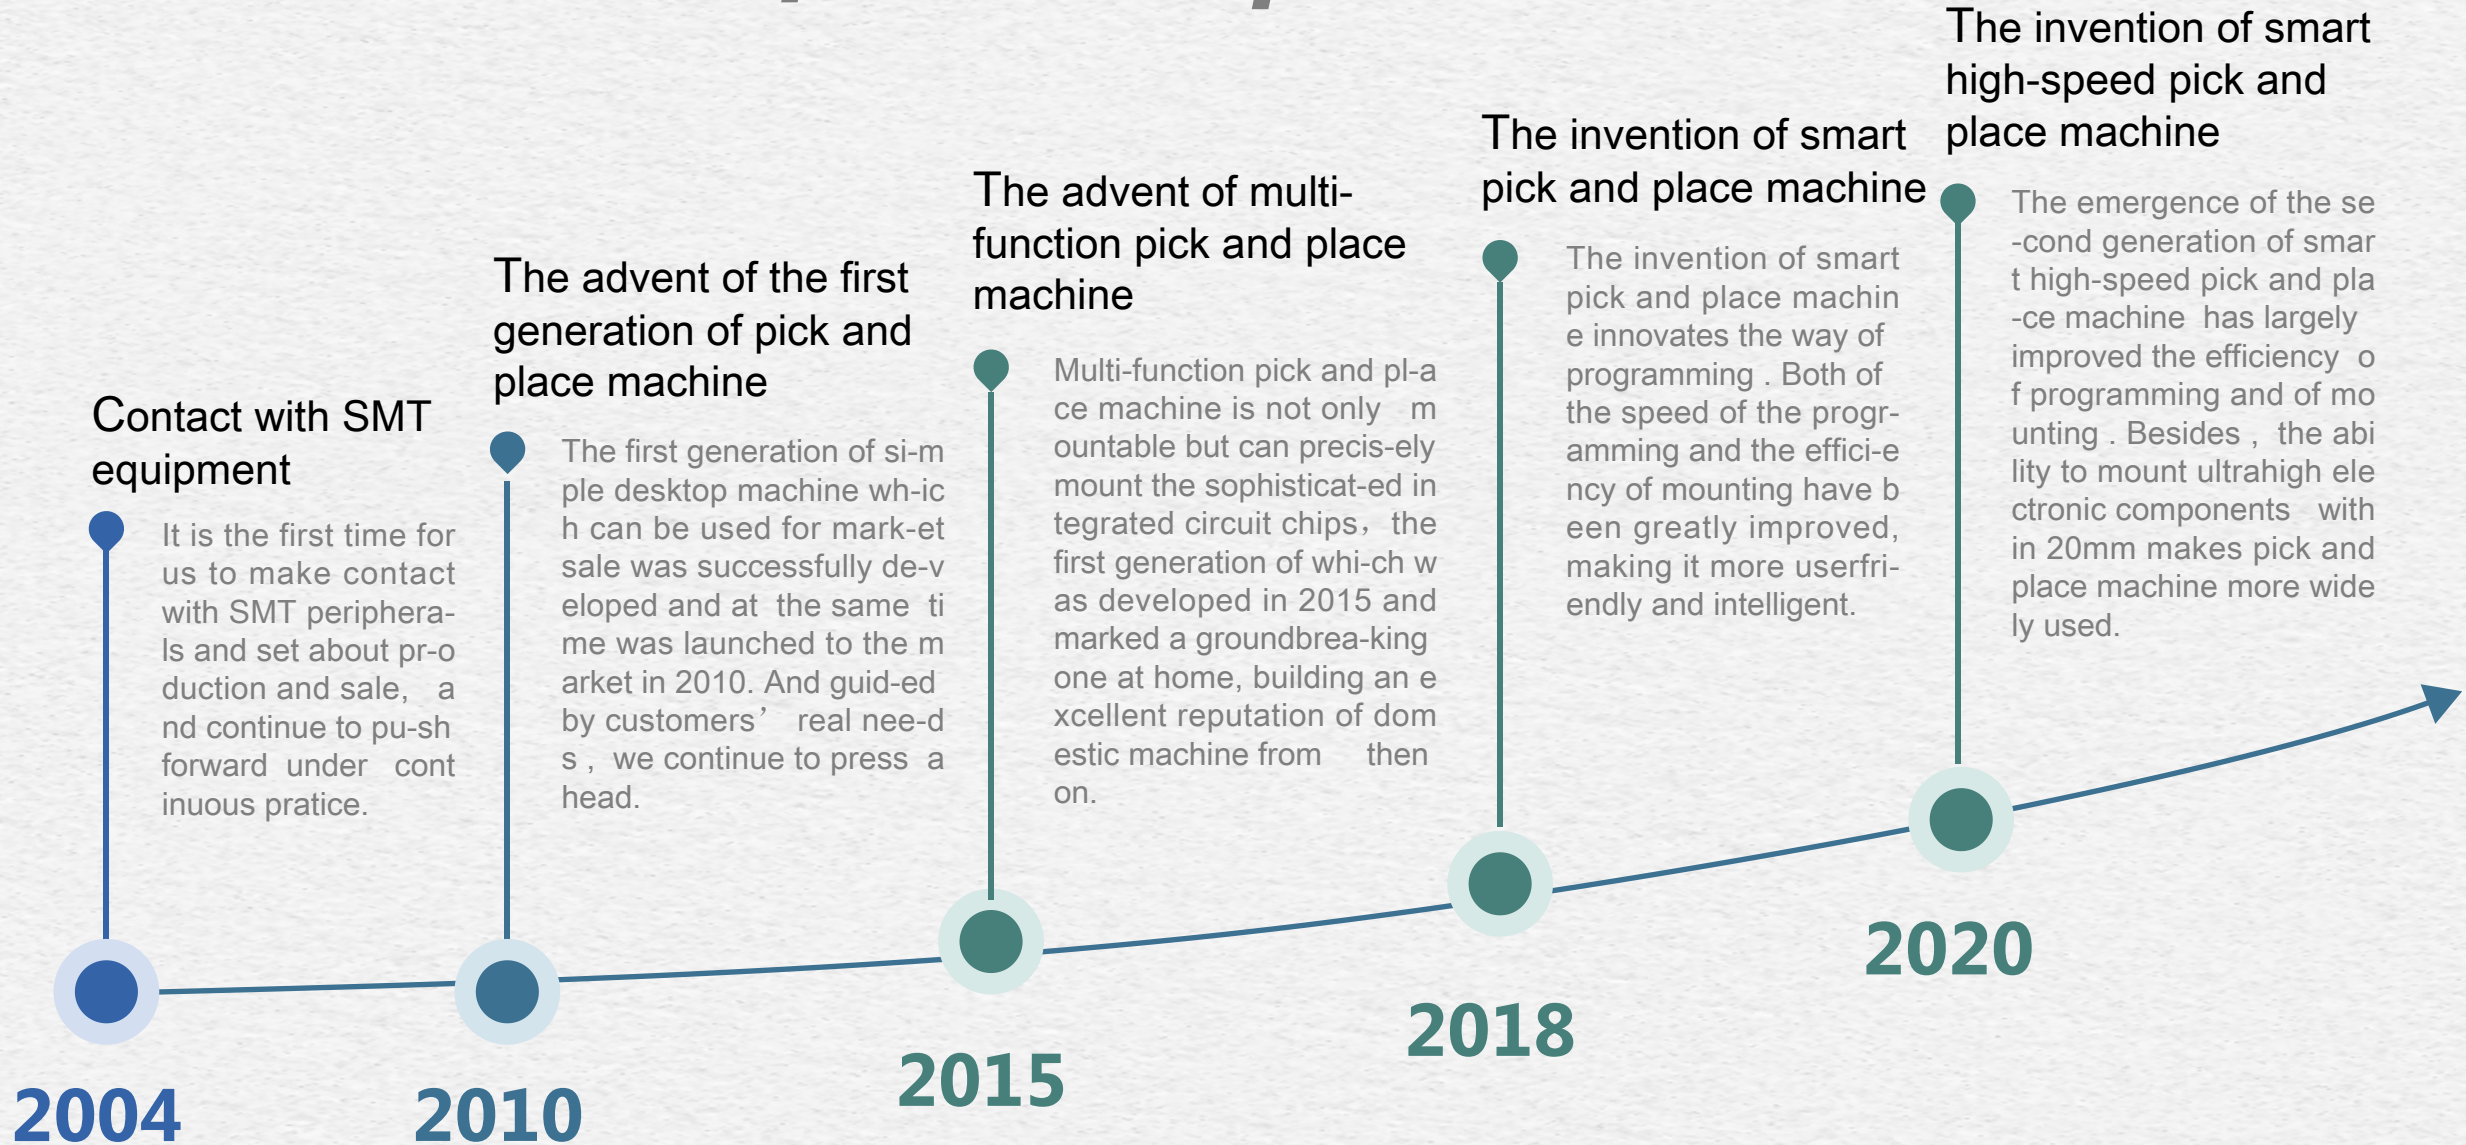 Contact with SMT
equipment
It is the first time for
us to make contact
with SMT periphera-
ls and set about pr-o
duction and sale, a
nd continue to pu-sh
forward under cont
inuous pratice.
2004
The advent of the first
generation of pick and
place machine
The first generation of si-m
ple desktop machine wh-ic
h can be used for mark-et
sale was successfully de-v
eloped and at the same ti
me was launched to the m
arket in 2010. And guid-ed
by customers’ real nee-d
s , we continue to press a
head.
2010
The advent of multi-
function pick and place
machine
Multi-function pick and pl-a
ce machine is not only m
ountable but can precis-ely
mount the sophisticat-ed in
tegrated circuit chips，the
first generation of whi-ch w
as developed in 2015 and
marked a groundbrea-king
one at home, building an e
xcellent reputation of dom
estic machine from then
on.
2015
The invention of smart
pick and place machine
The invention of smart
pick and place machin
e innovates the way of
programming . Both of
the speed of the progr-
amming and the effici-e
ncy of mounting have b
een greatly improved,
making it more userfri-
endly and intelligent.
2018
The invention of smart
high-speed pick and
place machine
The emergence of the se
-cond generation of smar
t high-speed pick and pla
-ce machine has largely
improved the efficiency o
f programming and of mo
unting . Besides , the abi
lity to mount ultrahigh ele
ctronic components with
in 20mm makes pick and
place machine more wide
ly used.
2020